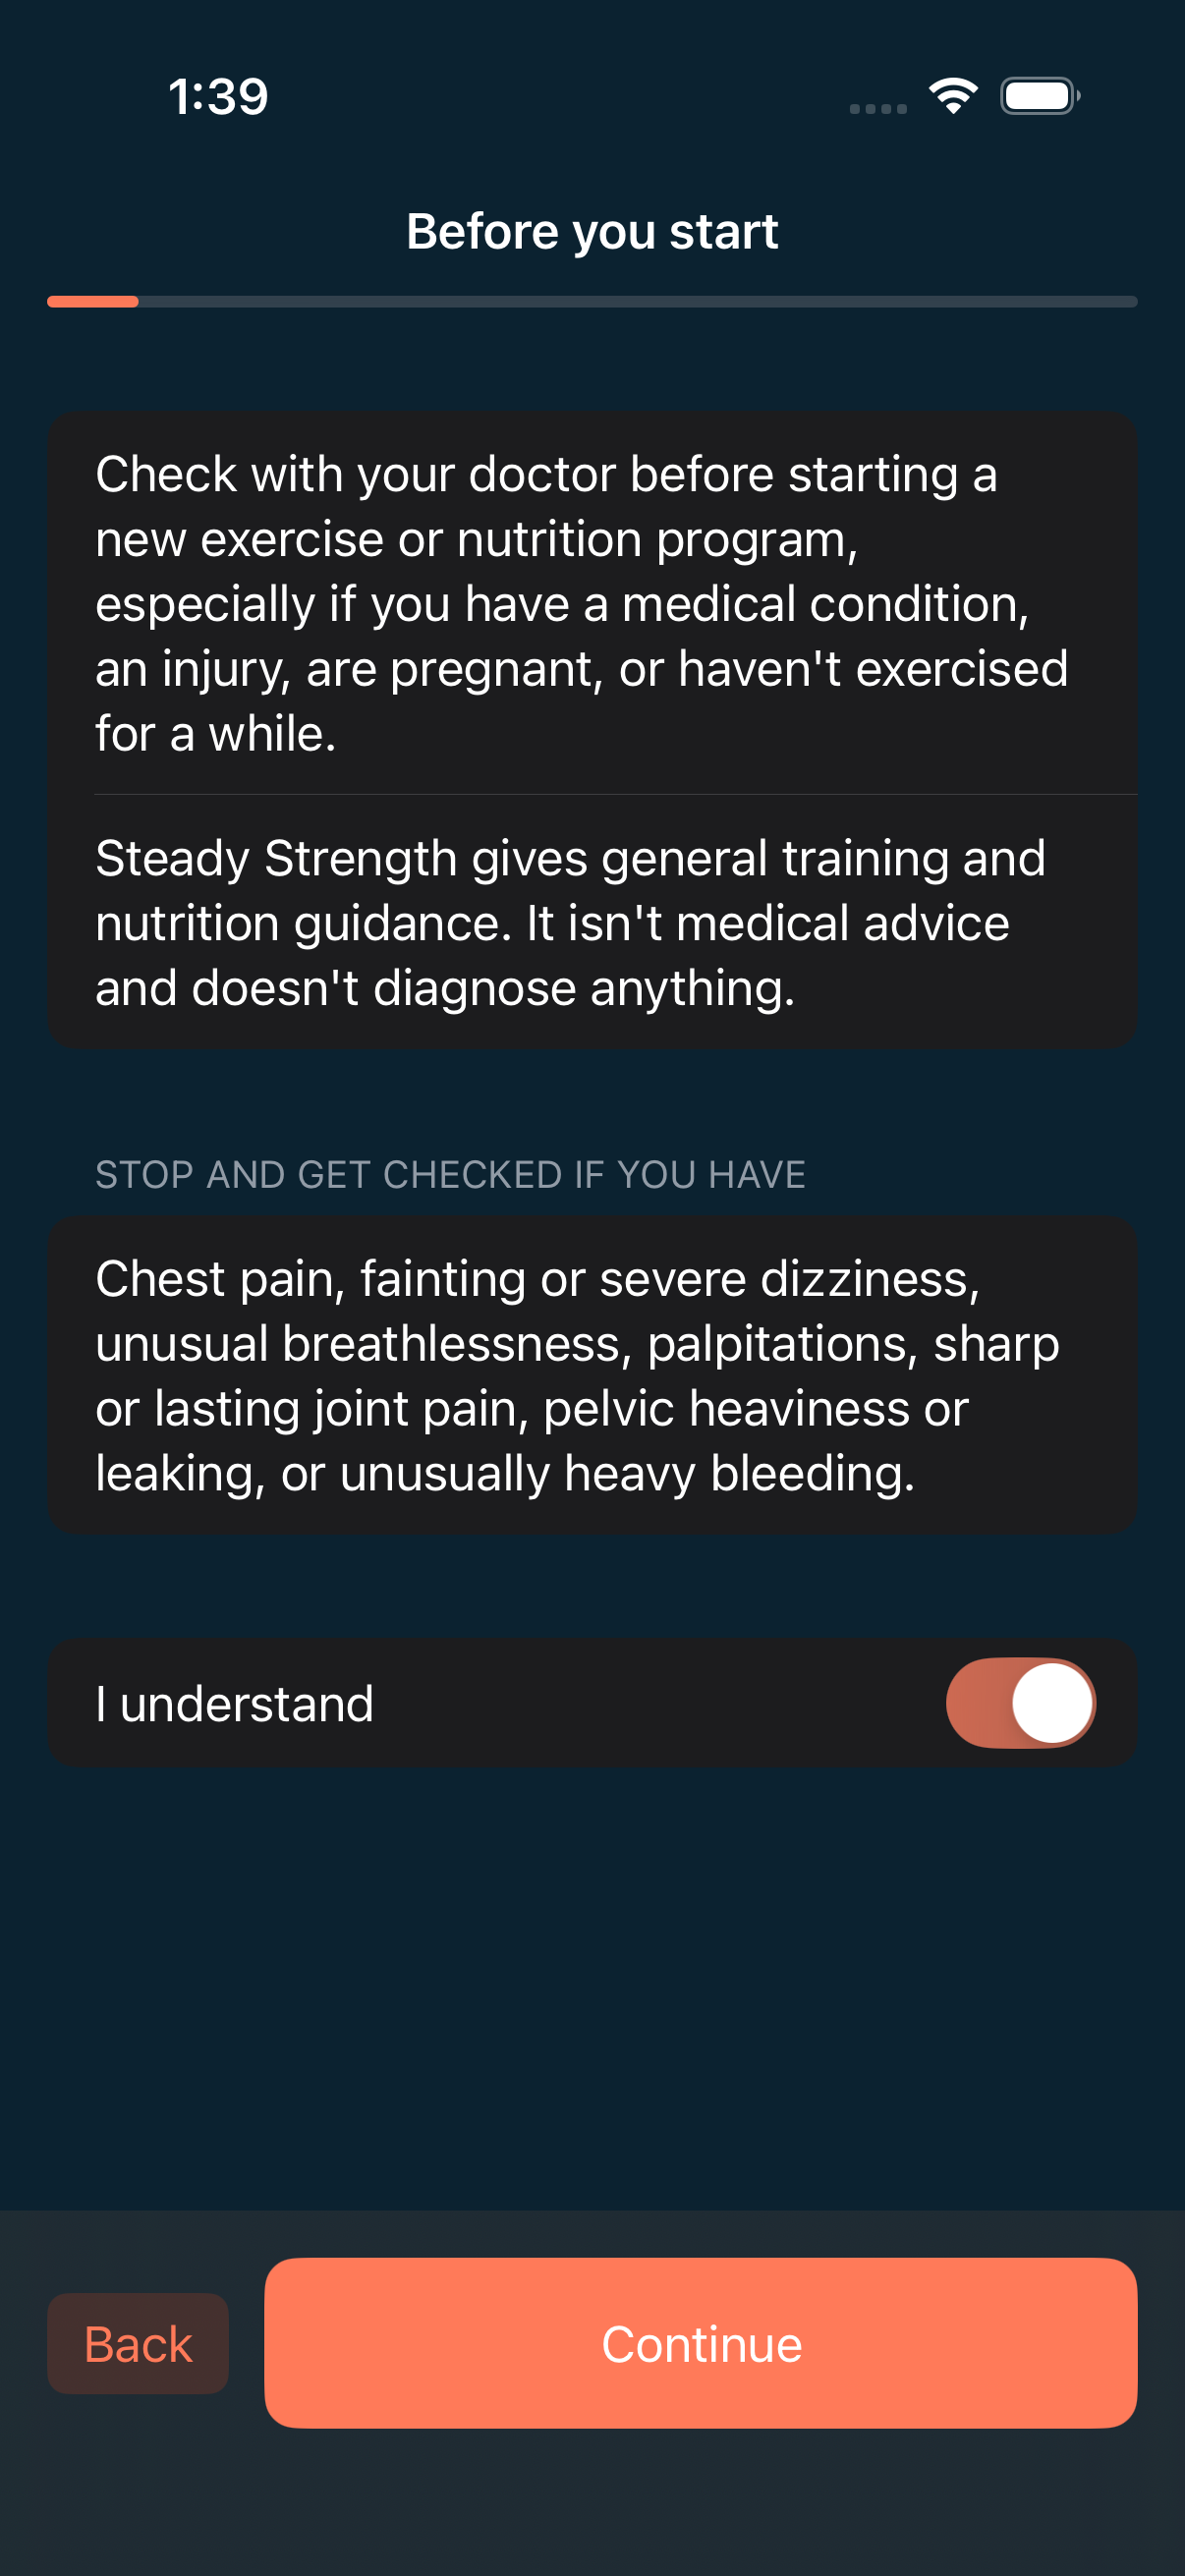 1:39
Before you start
Check with your doctor before starting a
new exercise or nutrition program,
especially if you have a medical condition,
an injury, are pregnant, or haven't exercised
for a while.
Steady Strength gives general training and
nutrition guidance. It isn't medical advice
and doesn't diagnose anything.
STOP AND GET CHECKED IF YOU HAVE
Chest pain, fainting or severe dizziness,
unusual breathlessness, palpitations, sharp
or lasting joint pain, pelvic heaviness or
leaking, or unusually heavy bleeding.
I understand
Back
Continue